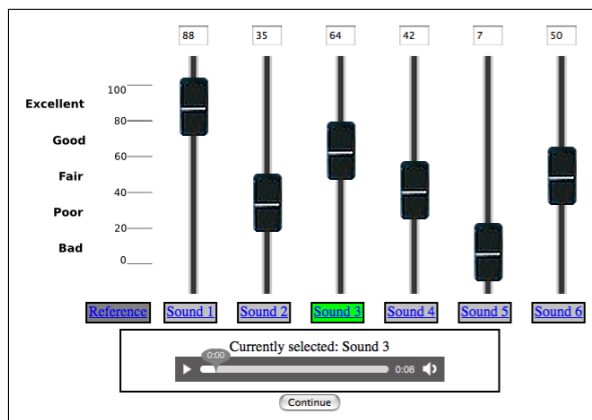 88 35 64 42 7 50
100
Excellent
80
Good
60
Fair
40
Poor
20
Bad
0
Reference Sound 1 Sound 2 Sound 3 Sound 4 Sound 5 Sound 6
Currently selected: Sound 3
0:00
0:08
Continue